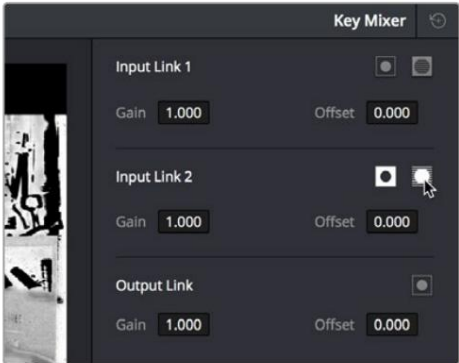 Key Mixer
Input Link 1
Gain 1.000 Offset 0.000
Input Link 2
Gain 1.000 Offset 0.000
Output Link
Gain 1.000 Offset 0.000